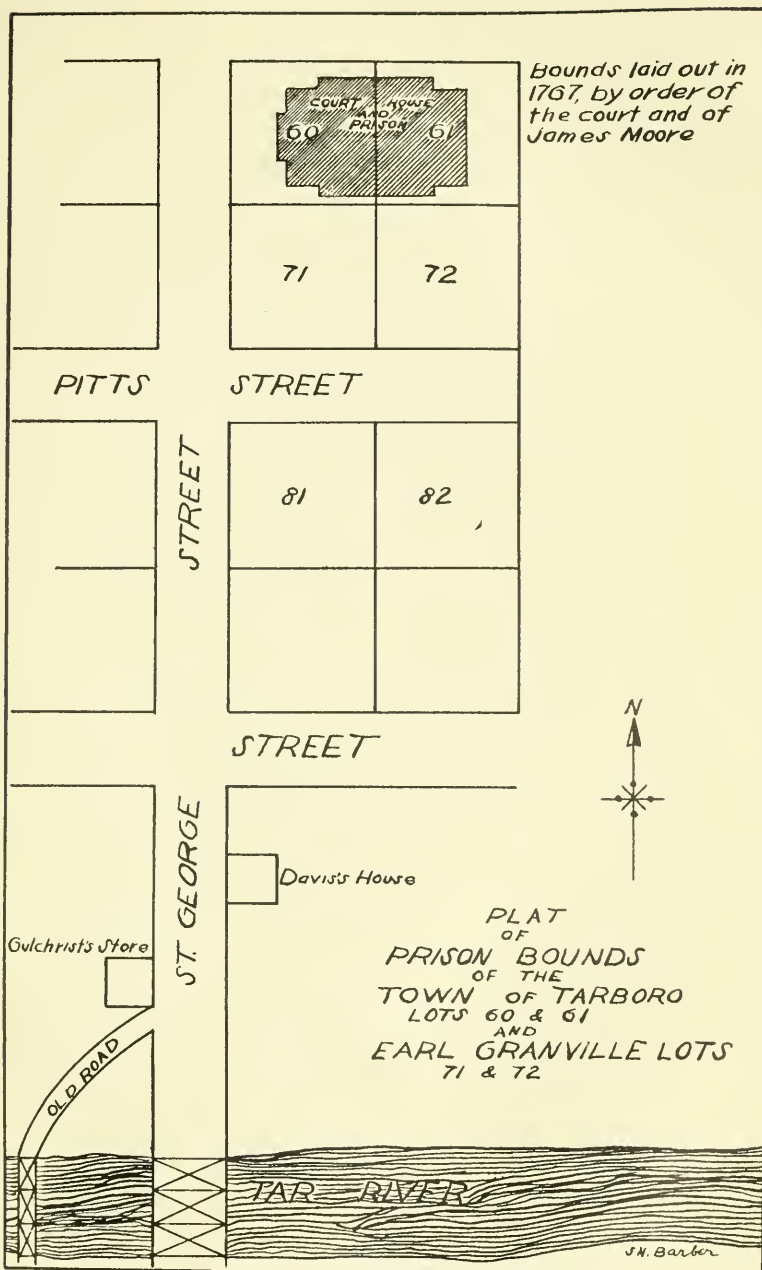 Bounds laid out in
1767, by order of
the court and of
James Moore
COURT HOUSE
AND
PRISON
60 61
71 72
PITTS STREET
STREET
81 82
STREET
N
ST. GEORGE
Davis's House
Gulchrist's Store
OLD ROAD
PLAT
OF
PRISON BOUNDS
OF THE
TOWN OF TARBORO
LOTS 60 & 61
AND
EARL GRANVILLE LOTS
71 & 72
TAR RIVER
S.N. Barber